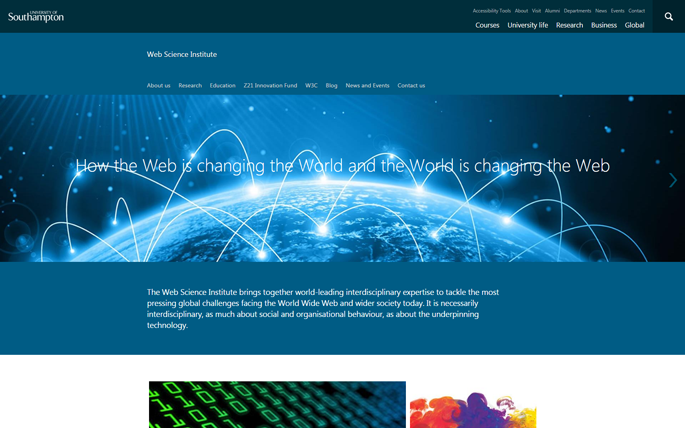 UNIVERSITY OF
Southampton
Accessibility Tools About Visit Alumni Departments News Events Contact
Courses University life Research Business Global
Web Science Institute
About us Research Education Z21 Innovation Fund W3C Blog News and Events Contact us
How the Web is changing the World and the World is changing the Web
The Web Science Institute brings together world-leading interdisciplinary expertise to tackle the most
pressing global challenges facing the World Wide Web and wider society today. It is necessarily
interdisciplinary, as much about social and organisational behaviour, as about the underpinning
technology.